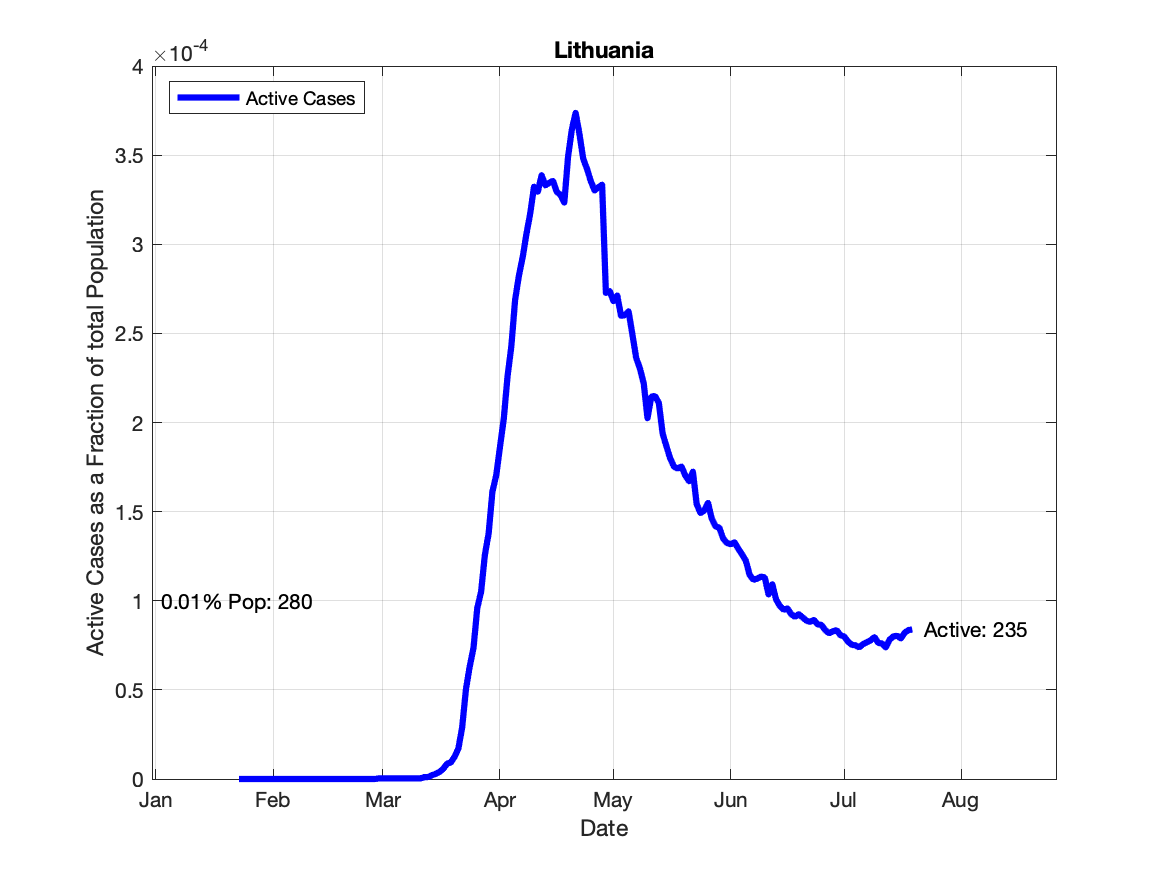 Lithuania
×10⁻⁴
Active Cases
4
3.5
3
2.5
2
1.5
1
0.5
0
Active Cases as a Fraction of total Population
0.01% Pop: 280
Active: 235
Jan Feb Mar Apr May Jun Jul Aug
Date